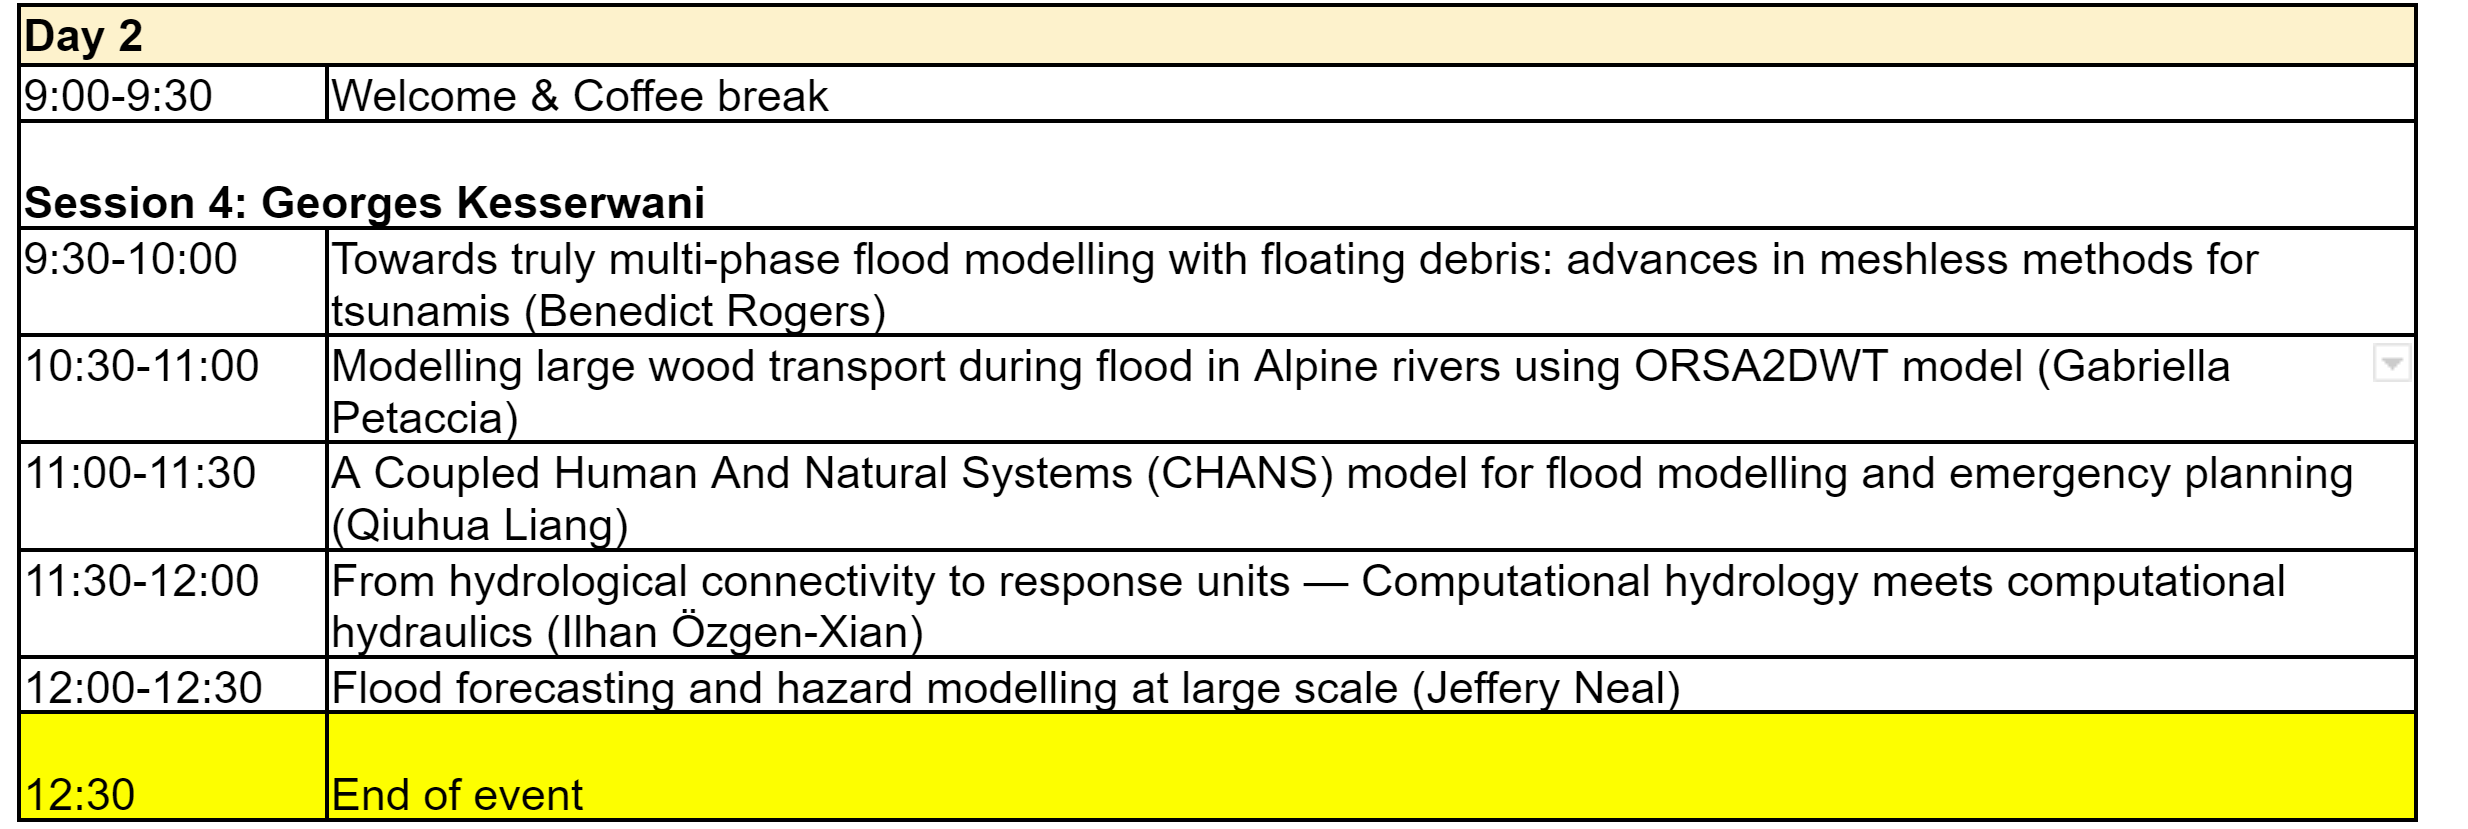 Day 2
9:00-9:30 Welcome & Coffee break
Session 4: Georges Kesserwani
9:30-10:00 Towards truly multi-phase flood modelling with floating debris: advances in meshless methods for
tsunamis (Benedict Rogers)
10:30-11:00 Modelling large wood transport during flood in Alpine rivers using ORSA2DWT model (Gabriella
Petaccia)
11:00-11:30 A Coupled Human And Natural Systems (CHANS) model for flood modelling and emergency planning
(Qiuhua Liang)
11:30-12:00 From hydrological connectivity to response units — Computational hydrology meets computational
hydraulics (Ilhan Özgen-Xian)
12:00-12:30 Flood forecasting and hazard modelling at large scale (Jeffery Neal)
12:30 End of event